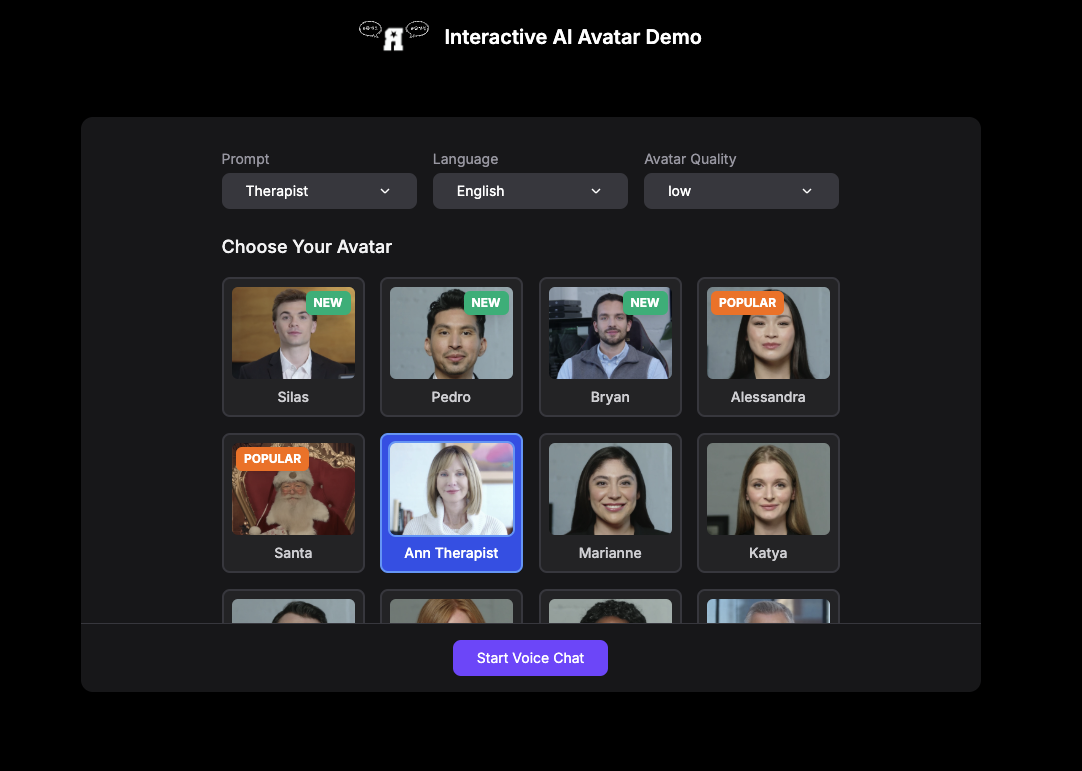 Interactive AI Avatar Demo
Prompt
Language
Avatar Quality
Therapist
English
low
Choose Your Avatar
NEW
NEW
NEW
POPULAR
Silas
Pedro
Bryan
Alessandra
POPULAR
Santa
Ann Therapist
Marianne
Katya
Start Voice Chat